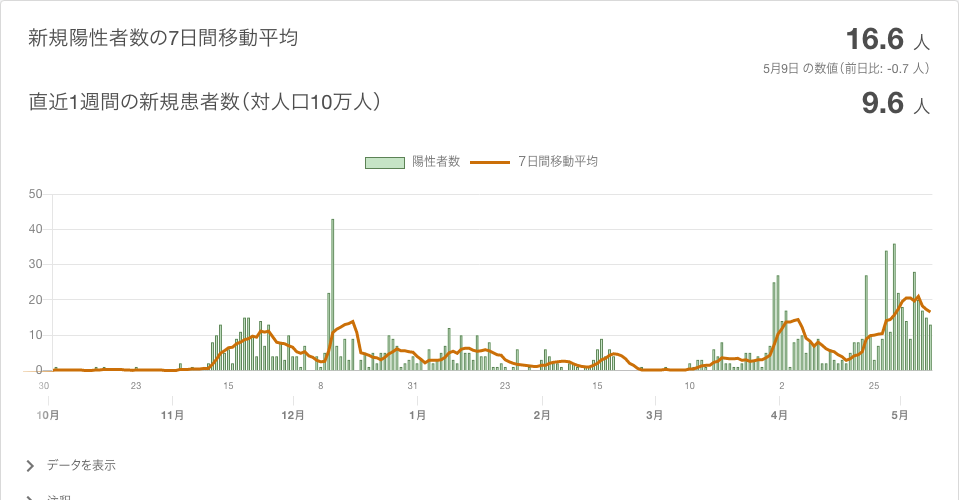 新規陽性者数の7日間移動平均
16.6 人
5月9日 の数値（前日比: -0.7 人）
直近1週間の新規患者数（対人口10万人）
9.6 人
陽性者数 7日間移動平均
50
40
30
20
10
0
30 23 15 8 31 23 15 10 2 25
10月 11月 12月 1月 2月 3月 4月 5月
データを表示
注釈